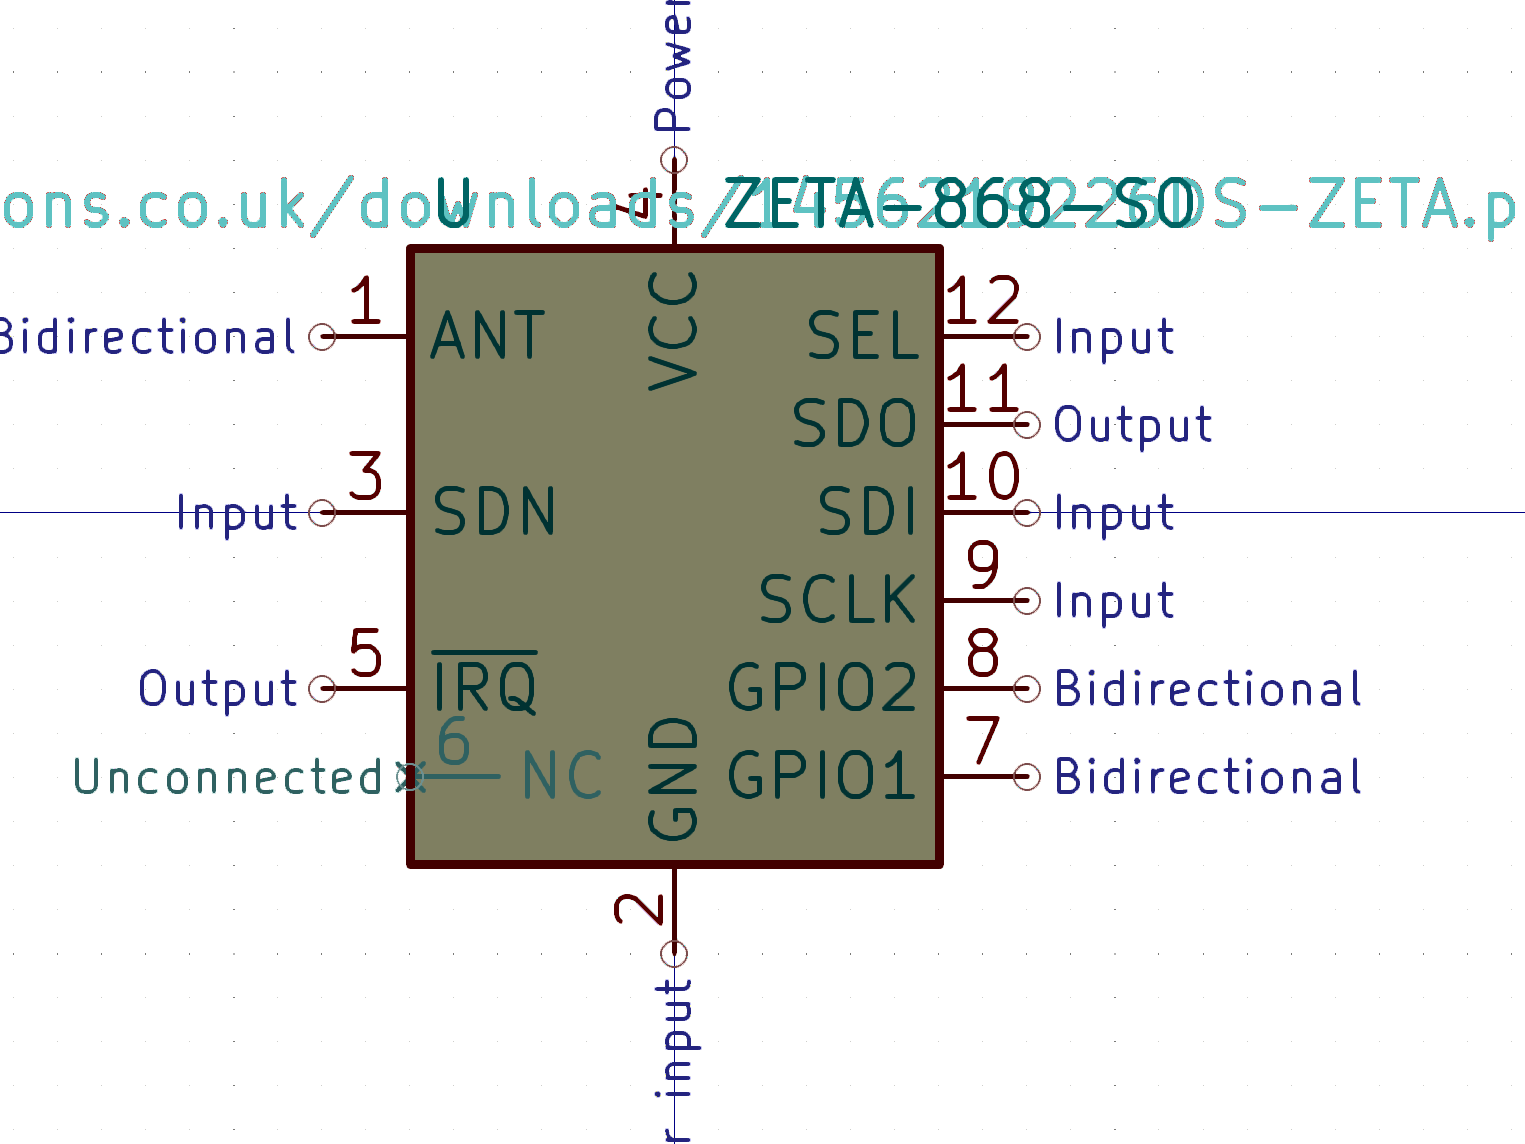 Power
ons.co.uk/downloads/1456219226DS-ZETA.p
U
ZETA-868-SO
4
VCC
1
ANT
Bidirectional
3
SDN
Input
5
IRQ
Output
6
NC
Unconnected
12
SEL
Input
11
SDO
Output
10
SDI
Input
9
SCLK
Input
8
GPIO2
Bidirectional
7
GPIO1
Bidirectional
GND
2
r input